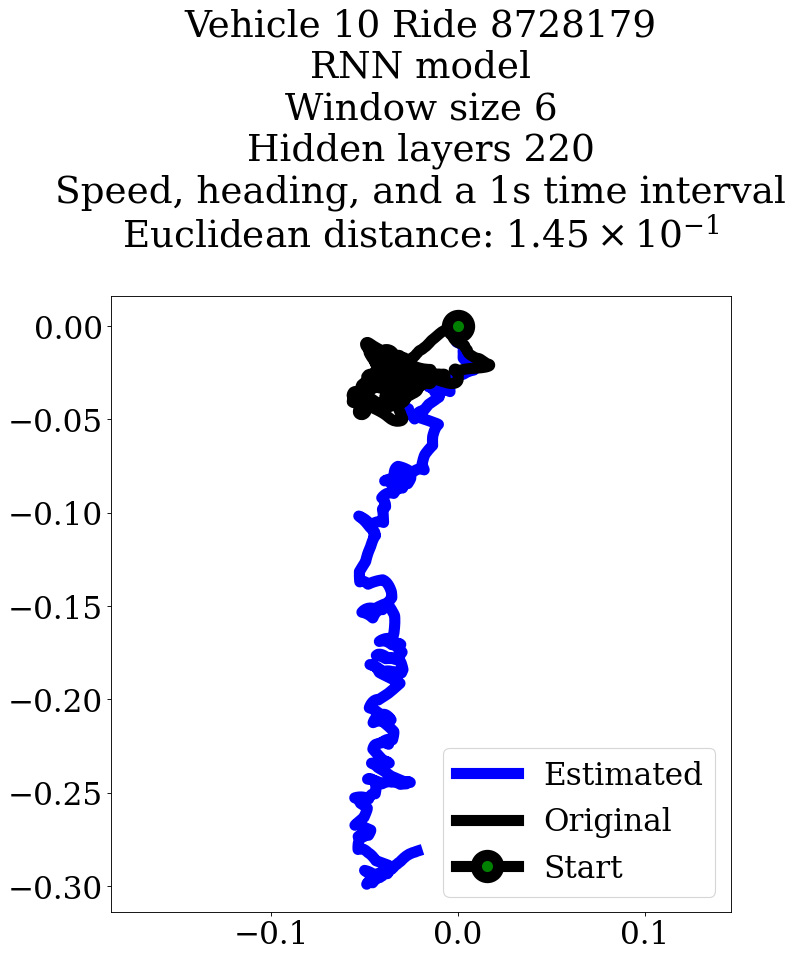 Vehicle 10 Ride 8728179
RNN model
Window size 6
Hidden layers 220
Speed, heading, and a 1s time interval
Euclidean distance: 1.45 × 10⁻¹
0.00
−0.05
−0.10
−0.15
−0.20
−0.25
−0.30
−0.1
0.0
0.1
Estimated
Original
Start